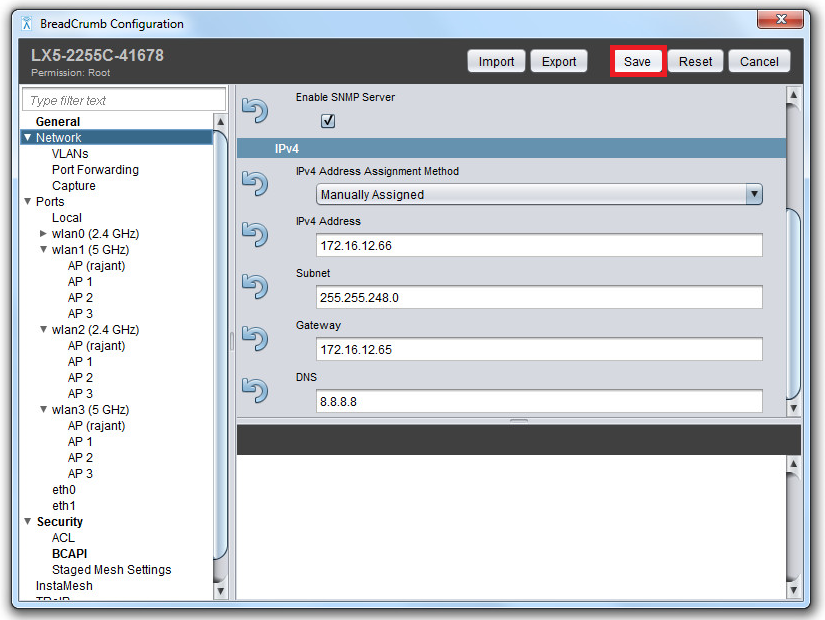 BreadCrumb Configuration
LX5-2255C-41678
Permission: Root
Import
Export
Save
Reset
Cancel
Type filter text
General
Network
VLANs
Port Forwarding
Capture
Ports
Local
wlan0 (2.4 GHz)
wlan1 (5 GHz)
AP (rajant)
AP 1
AP 2
AP 3
wlan2 (2.4 GHz)
AP (rajant)
AP 1
AP 2
AP 3
wlan3 (5 GHz)
AP (rajant)
AP 1
AP 2
AP 3
eth0
eth1
Security
ACL
BCAPI
Staged Mesh Settings
InstaMesh
Enable SNMP Server
IPv4
IPv4 Address Assignment Method
Manually Assigned
IPv4 Address
172.16.12.66
Subnet
255.255.248.0
Gateway
172.16.12.65
DNS
8.8.8.8